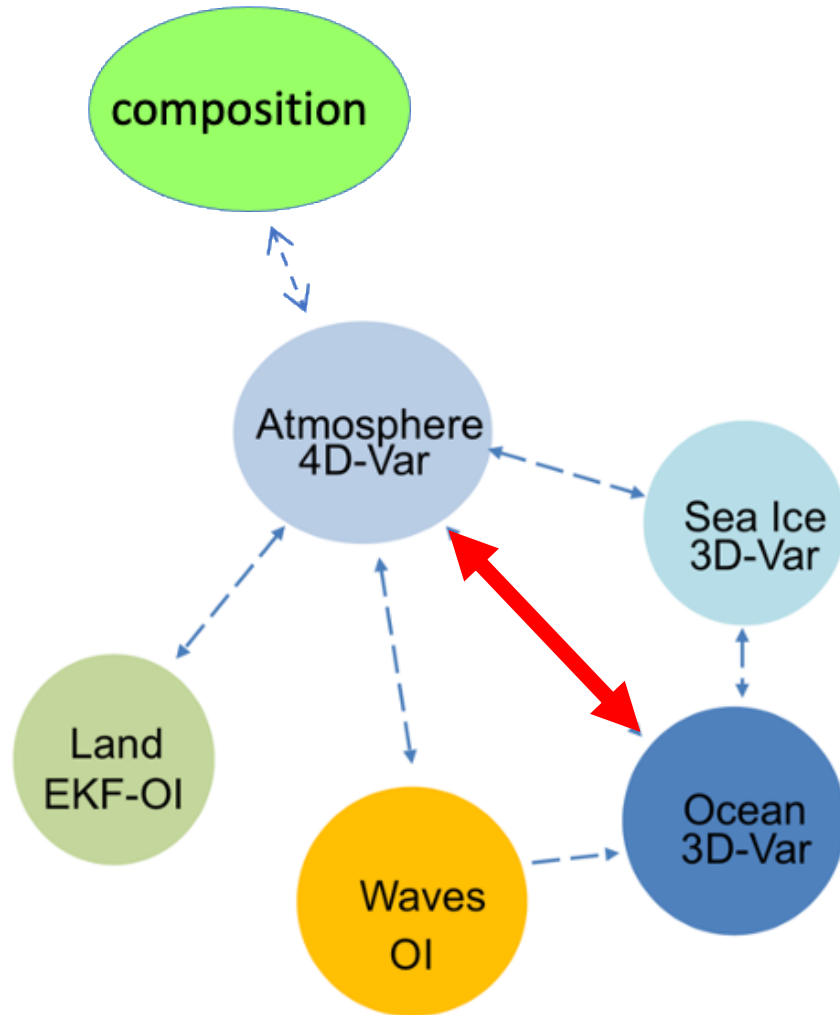 composition
Atmosphere
4D-Var
Sea Ice
3D-Var
Land
EKF-OI
Ocean
3D-Var
Waves
OI